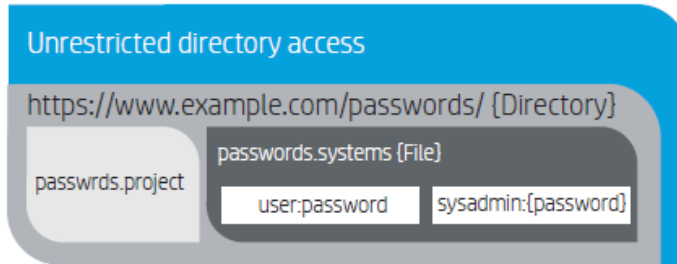 Unrestricted directory access
https://www.example.com/passwords/ {Directory}
passwrds.project
passwords.systems {File}
user:password
sysadmin:{password}